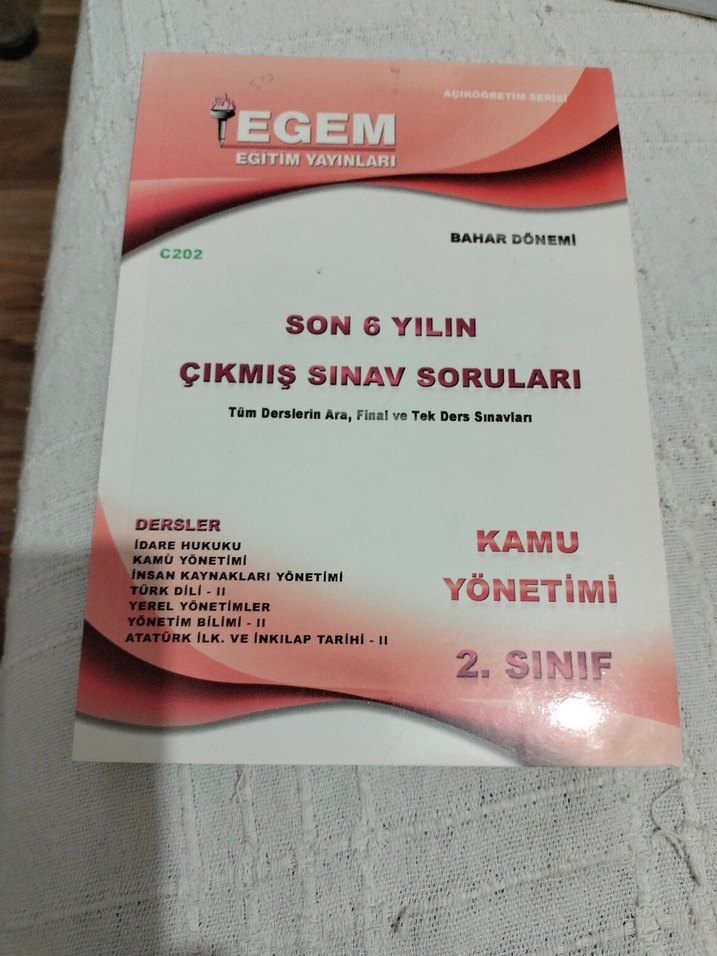 AÇIKÖĞRETİM SERİSİ
EGEM
EĞİTİM YAYINLARI
BAHAR DÖNEMİ
C202
SON 6 YILIN
ÇIKMIŞ SINAV SORULARI
Tüm Derslerin Ara, Final ve Tek Ders Sınavları
DERSLER
İDARE HUKUKU
KAMU YÖNETİMİ
İNSAN KAYNAKLARI YÖNETİMİ
TÜRK DİLİ - II
YEREL YÖNETİMLER
YÖNETİM BİLİMİ - II
ATATÜRK İLK. VE İNKILAP TARİHİ - II
KAMU
YÖNETİMİ
2. SINIF